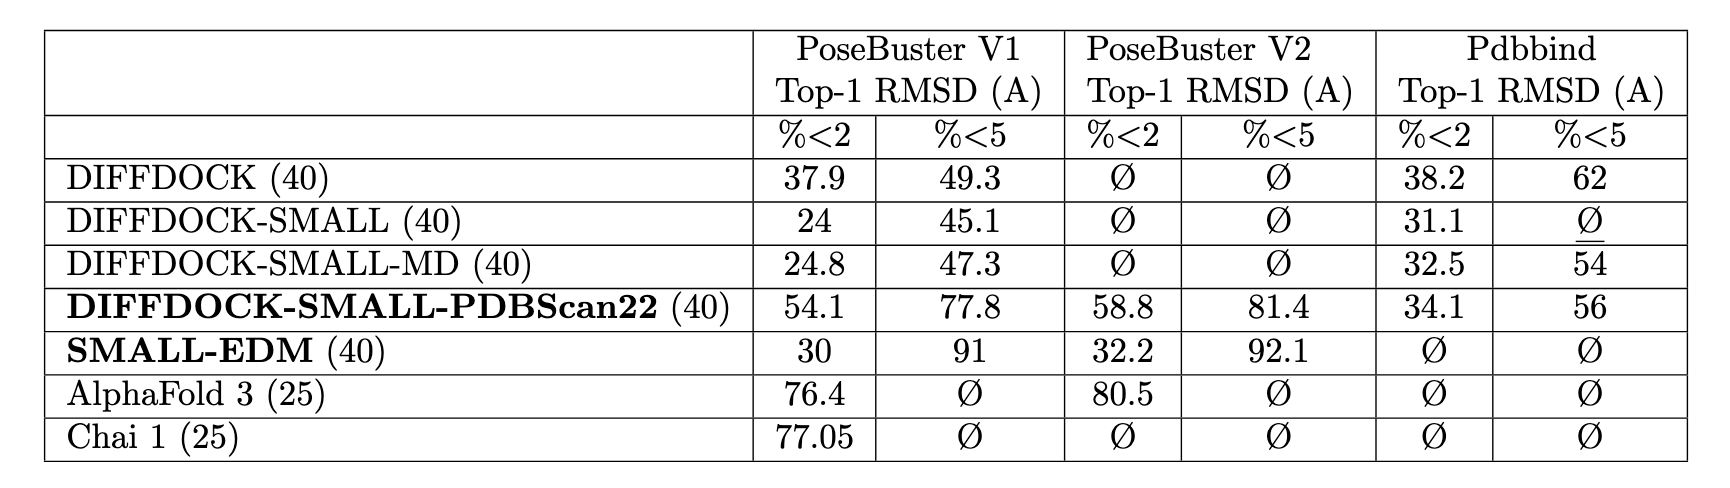 PoseBuster V1 PoseBuster V2 Pdbbind
Top-1 RMSD (A) Top-1 RMSD (A) Top-1 RMSD (A)
%<2 %<5 %<2 %<5 %<2 %<5
DIFFDOCK (40) 37.9 49.3 Ø Ø 38.2 62
DIFFDOCK-SMALL (40) 24 45.1 Ø Ø 31.1 Ø
DIFFDOCK-SMALL-MD (40) 24.8 47.3 Ø Ø 32.5 54
DIFFDOCK-SMALL-PDBScan22 (40) 54.1 77.8 58.8 81.4 34.1 56
SMALL-EDM (40) 30 91 32.2 92.1 Ø Ø
AlphaFold 3 (25) 76.4 Ø 80.5 Ø Ø Ø
Chai 1 (25) 77.05 Ø Ø Ø Ø Ø